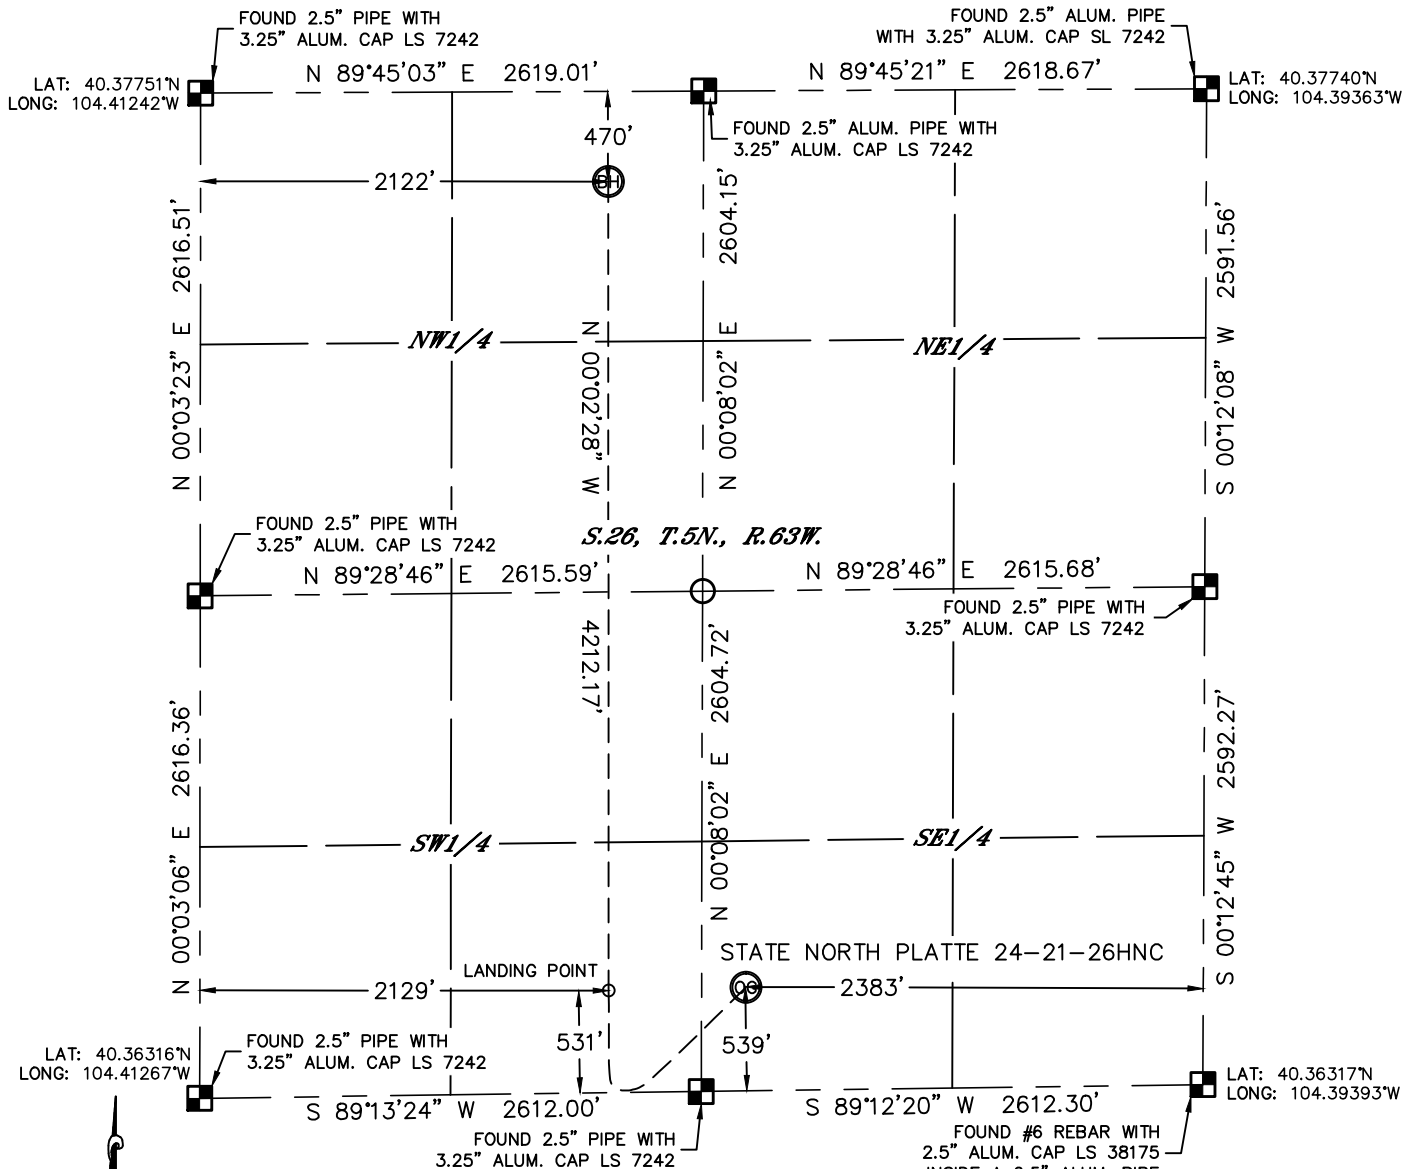 FOUND 2.5" PIPE WITH
3.25" ALUM. CAP LS 7242
FOUND 2.5" ALUM. PIPE
WITH 3.25" ALUM. CAP SL 7242
LAT: 40.37751°N
LONG: 104.41242°W
N 89°45'03" E 2619.01'
N 89°45'21" E 2618.67'
LAT: 40.37740°N
LONG: 104.39363°W
470'
FOUND 2.5" ALUM. PIPE WITH
3.25" ALUM. CAP LS 7242
2122'
BH
N 00°03'23" E 2616.51'
N 00°02'28" W 4212.17'
N 00°08'02" E 2604.15'
S 00°12'08" W 2591.56'
NW1/4
NE1/4
FOUND 2.5" PIPE WITH
3.25" ALUM. CAP LS 7242
S.26, T.5N., R.63W.
N 89°28'46" E 2615.59'
N 89°28'46" E 2615.68'
FOUND 2.5" PIPE WITH
3.25" ALUM. CAP LS 7242
N 00°03'06" E 2616.36'
N 00°08'02" E 2604.72'
S 00°12'45" W 2592.27'
SW1/4
SE1/4
STATE NORTH PLATTE 24-21-26HNC
LANDING POINT
2129'
OG
2383'
531'
539'
FOUND 2.5" PIPE WITH
3.25" ALUM. CAP LS 7242
LAT: 40.36316°N
LONG: 104.41267°W
LAT: 40.36317°N
LONG: 104.39393°W
S 89°13'24" W 2612.00'
S 89°12'20" W 2612.30'
FOUND 2.5" PIPE WITH
3.25" ALUM. CAP LS 7242
FOUND #6 REBAR WITH
2.5" ALUM. CAP LS 38175
INSIDE A 2.5" ALUM. PIPE